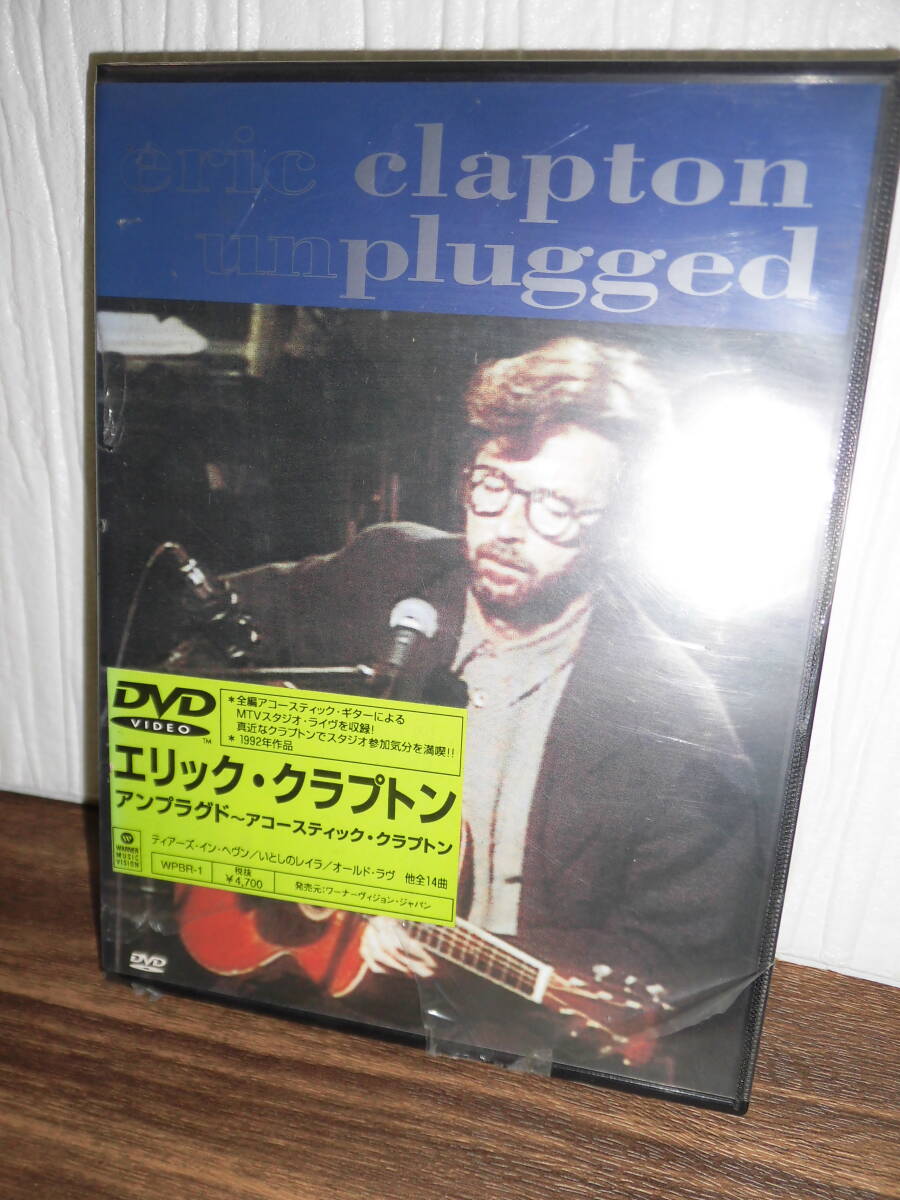 eric clapton
unplugged
DVD
VIDEO
TM
*全編アコースティック・ギターによる
MTVスタジオ・ライヴを収録!
真近なクラプトンでスタジオ参加気分を満喫!!
*1992年作品
エリック・クラプトン
アンプラグド〜アコースティック・クラプトン
ティアーズ・イン・ヘヴン/いとしのレイラ/オールド・ラヴ 他全14曲
WARNER
MUSIC
VISION
WPBR-1
税抜
¥4,700
発売元:ワーナーヴィジョン・ジャパン
DVD